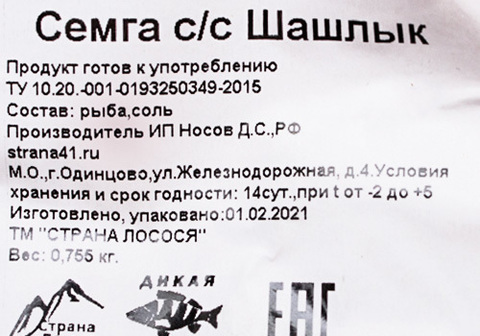 Семга с/с Шашлык
Продукт готов к употреблению
ТУ 10.20.-001-0193250349-2015
Состав: рыба,соль
Производитель ИП Носов Д.С.,РФ
strana41.ru
М.О.,г.Одинцово,ул.Железнодорожная, д.4.Условия
хранения и срок годности: 14сут.,при t от -2 до +5
Изготовлено, упаковано:01.02.2021
ТМ "СТРАНА ЛОСОСЯ"
Вес: 0,755 кг.
ДИКАЯ
Страна
EAC